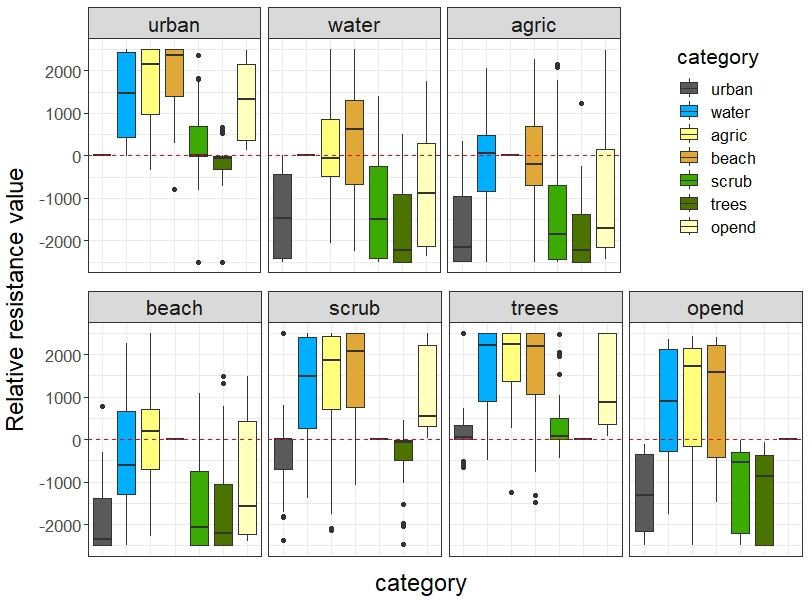 urban water agric
category
urban
water
agric
beach
scrub
trees
opend
2000
1000
0
-1000
-2000
Relative resistance value
beach scrub trees opend
2000
1000
0
-1000
-2000
category